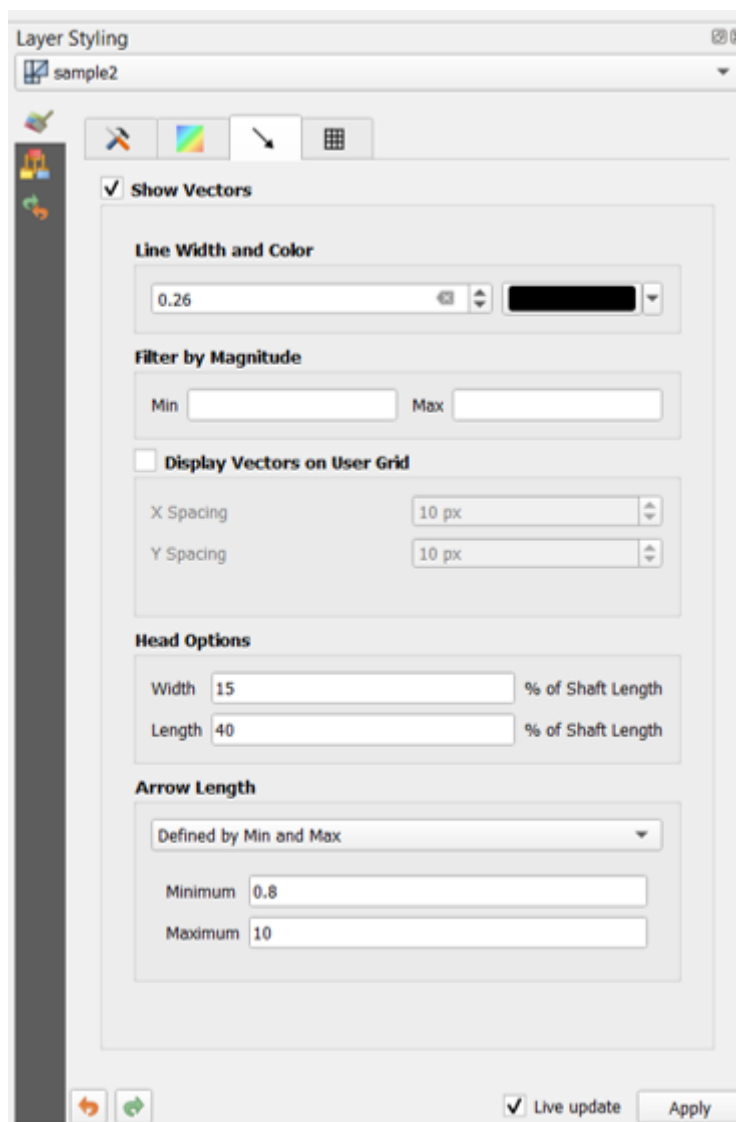 Layer Styling
sample2
Show Vectors
Line Width and Color
0.26
Filter by Magnitude
Min Max
Display Vectors on User Grid
X Spacing 10 px
Y Spacing 10 px
Head Options
Width 15 % of Shaft Length
Length 40 % of Shaft Length
Arrow Length
Defined by Min and Max
Minimum 0.8
Maximum 10
Live update Apply